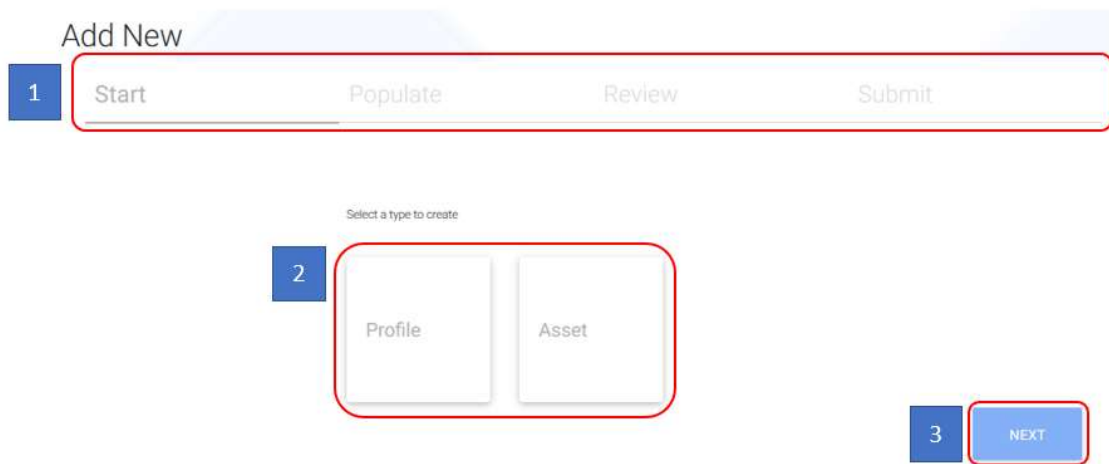 Add New
1
Start Populate Review Submit
Select a type to create
2
Profile Asset
3
NEXT